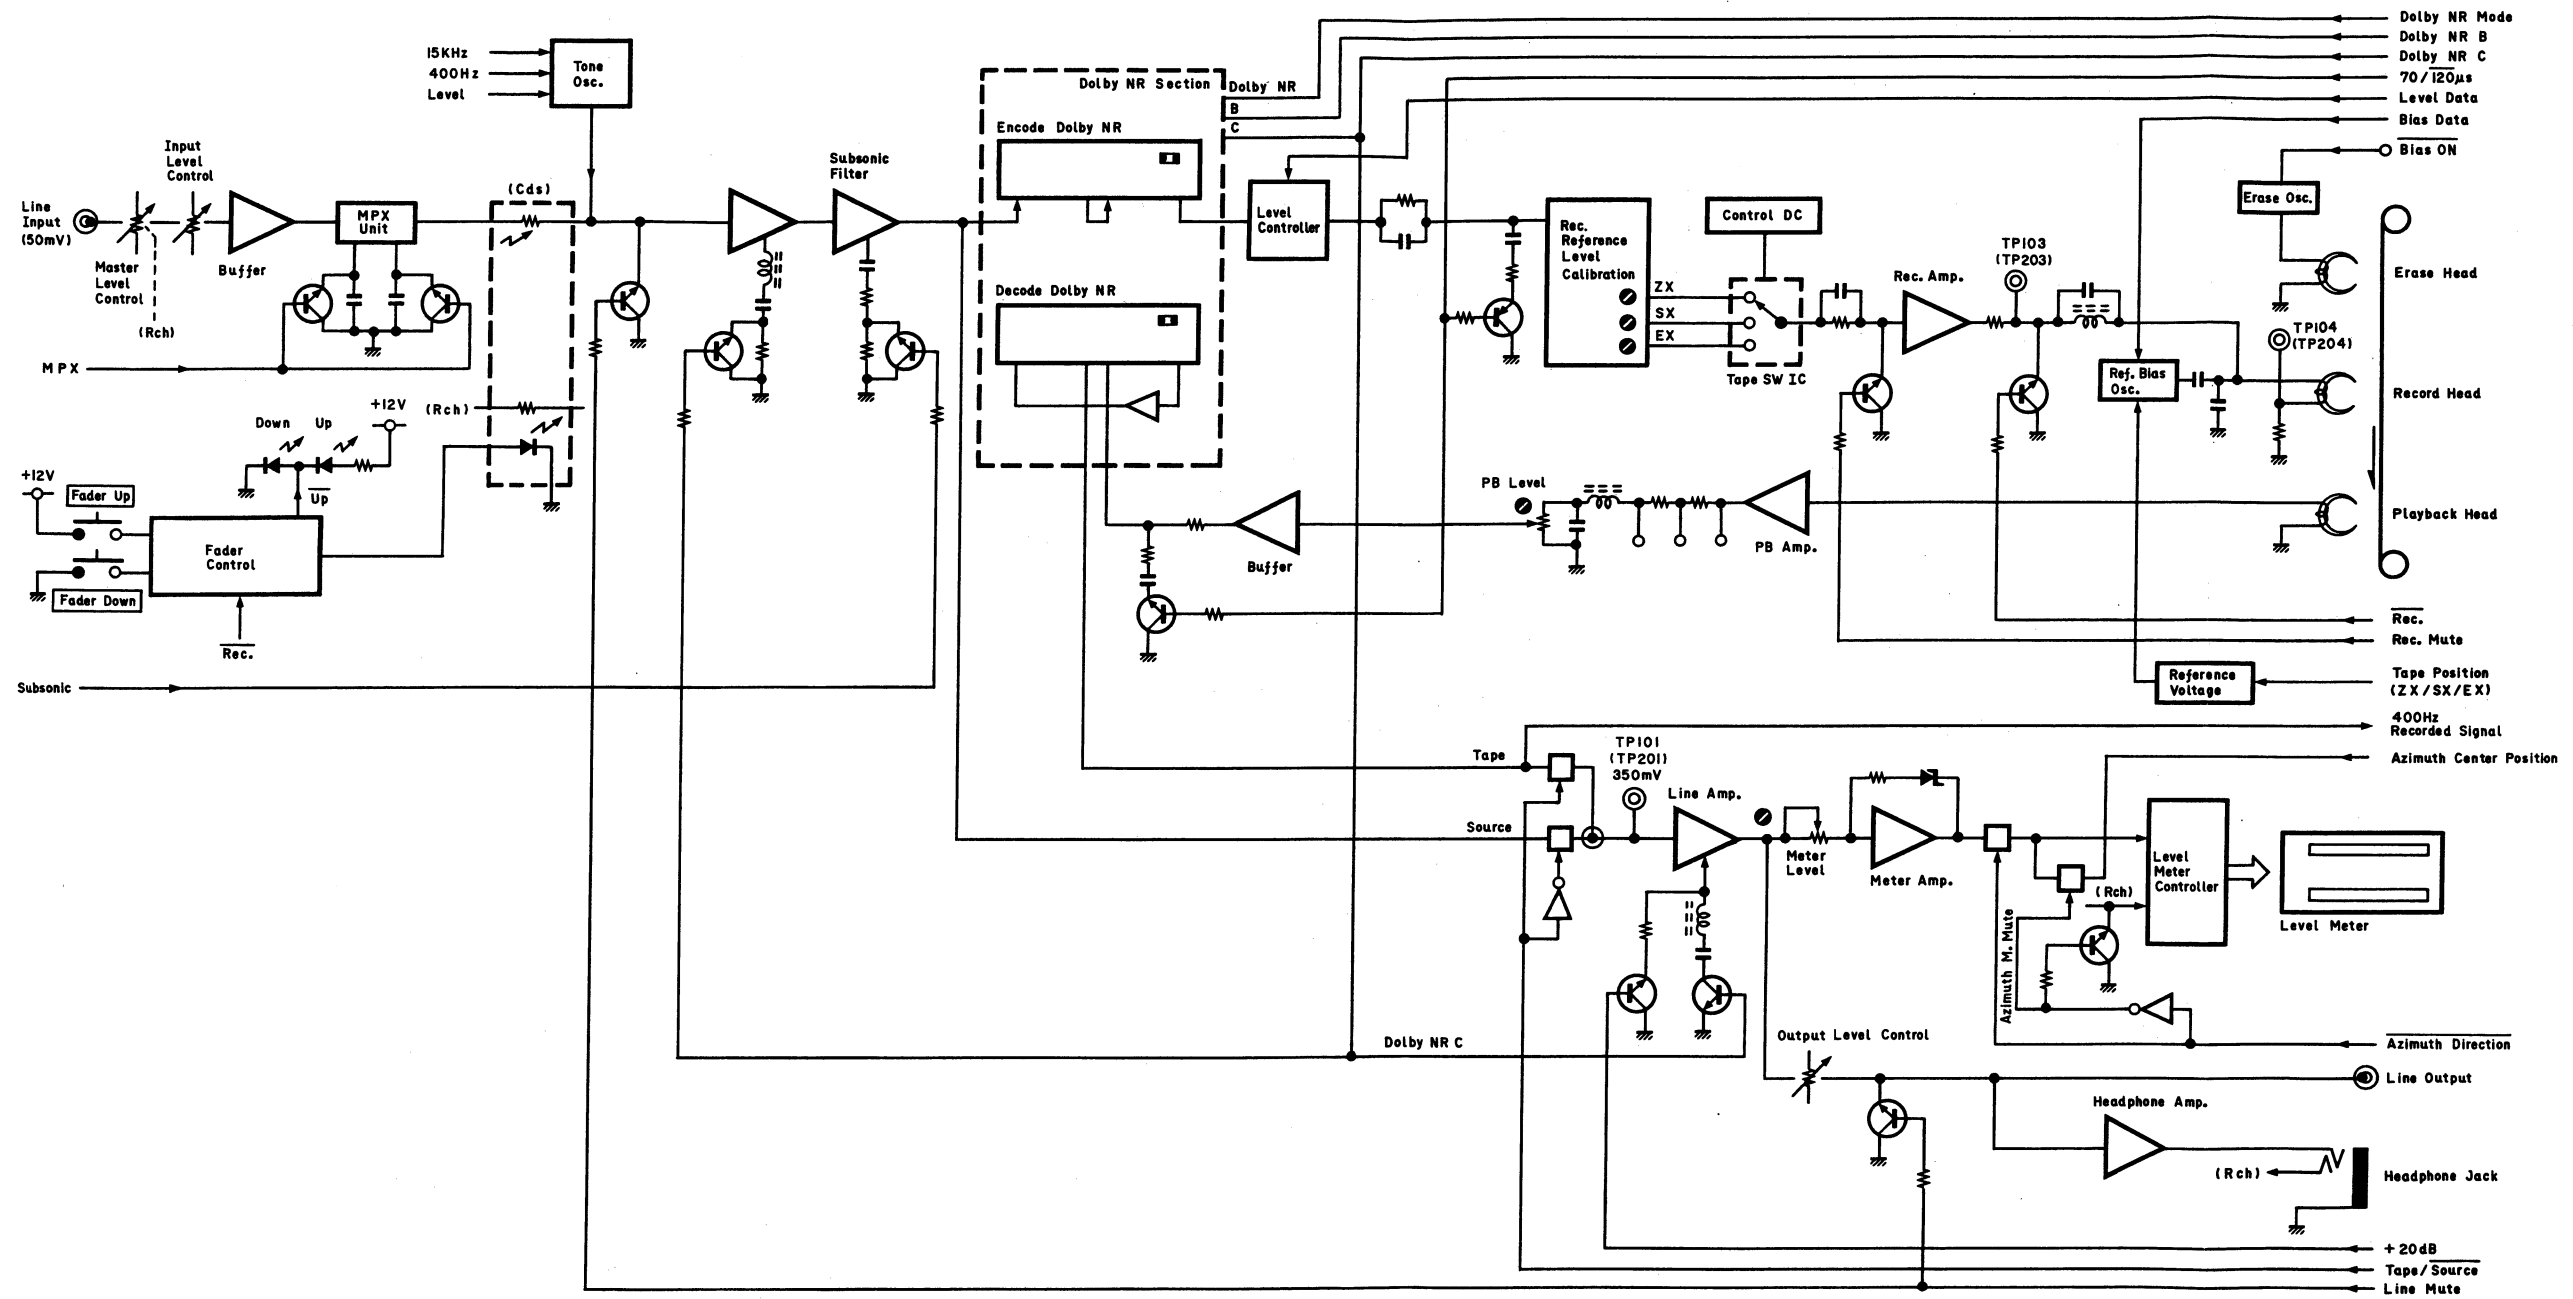 15KHz
400Hz
Level
Tone
Osc.
Dolby NR Section
Dolby NR
B
C
Dolby NR Mode
Dolby NR B
Dolby NR C
70/120µs
Level Data
Bias Data
Bias ON
Erase Osc.
Erase Head
Line
Input
(50mV)
Input
Level
Control
Master
Level
Control
(Rch)
Buffer
MPX
Unit
(Cds)
Subsonic
Filter
Encode Dolby NR
Decode Dolby NR
Level
Controller
Rec.
Reference
Level
Calibration
ZX
SX
EX
Control DC
Tape SW IC
Rec. Amp.
TP103
(TP203)
TP104
(TP204)
Ref. Bias
Osc.
Record Head
MPX
(Rch)
Down
Up
+12V
+12V
Fader Up
Up
Fader
Control
Fader Down
Rec.
PB Level
PB Amp.
Buffer
Playback Head
Rec.
Rec. Mute
Subsonic
Reference
Voltage
Tape Position
(ZX/SX/EX)
400Hz
Recorded Signal
Azimuth Center Position
Tape
Source
TP101
(TP201)
350mV
Line Amp.
Meter
Level
Meter Amp.
(Rch)
Level
Meter
Controller
Level Meter
Azimuth M. Mute
Dolby NR C
Output Level Control
Azimuth Direction
Line Output
Headphone Amp.
(Rch)
Headphone Jack
+20dB
Tape/Source
Line Mute